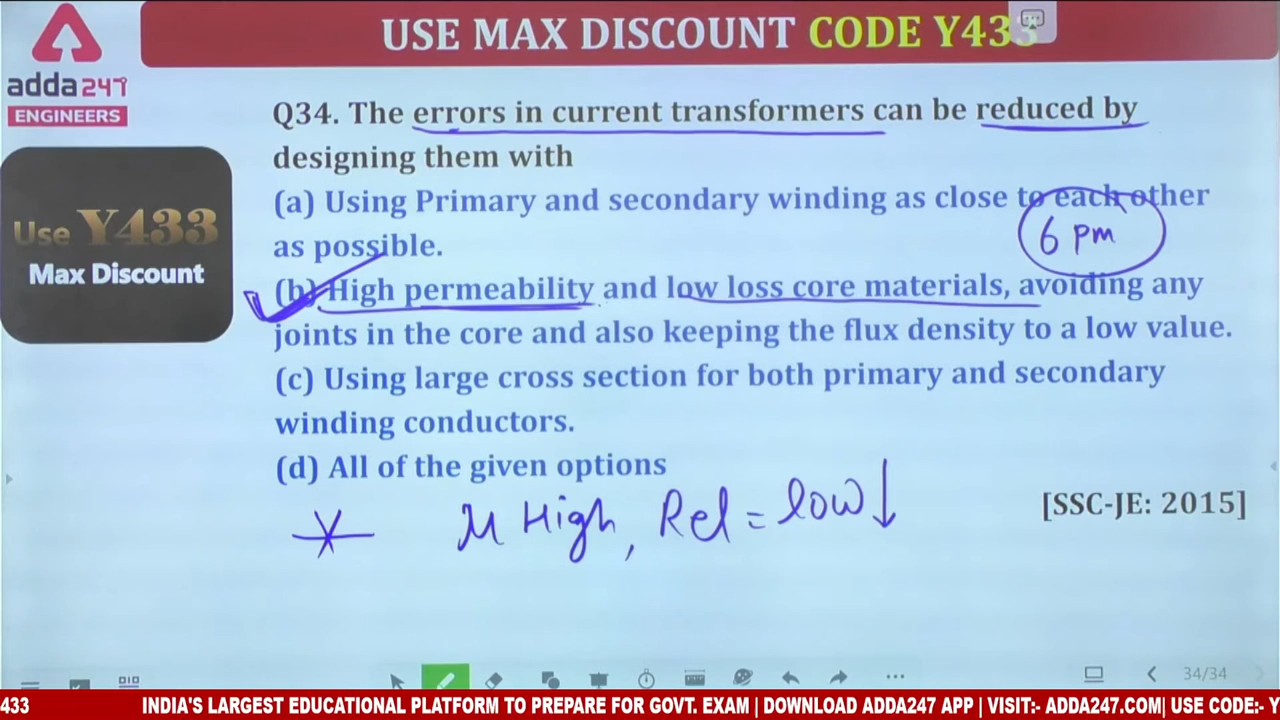 USE MAX DISCOUNT CODE Y433
adda247
ENGINEERS
Use Y433
Max Discount
Q34. The errors in current transformers can be reduced by
designing them with
(a) Using Primary and secondary winding as close to each other
as possible.
6 pm
(b) High permeability and low loss core materials, avoiding any
joints in the core and also keeping the flux density to a low value.
(c) Using large cross section for both primary and secondary
winding conductors.
(d) All of the given options
[SSC-JE: 2015]
μ High, Rel = low ↓
34/34
433 INDIA'S LARGEST EDUCATIONAL PLATFORM TO PREPARE FOR GOVT. EXAM | DOWNLOAD ADDA247 APP | VISIT:- ADDA247.COM| USE CODE:- Y